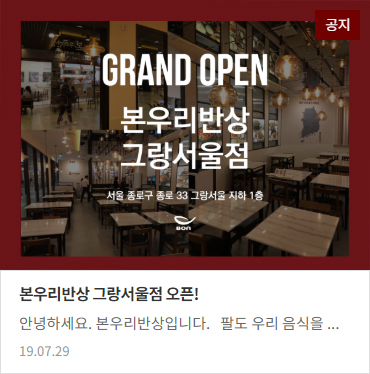 공지
GRAND OPEN
본우리반상
그랑서울점
서울 종로구 종로 33 그랑서울 지하 1층
BON
본우리반상 그랑서울점 오픈!
안녕하세요. 본우리반상입니다. 팔도 우리 음식을 ...
19.07.29